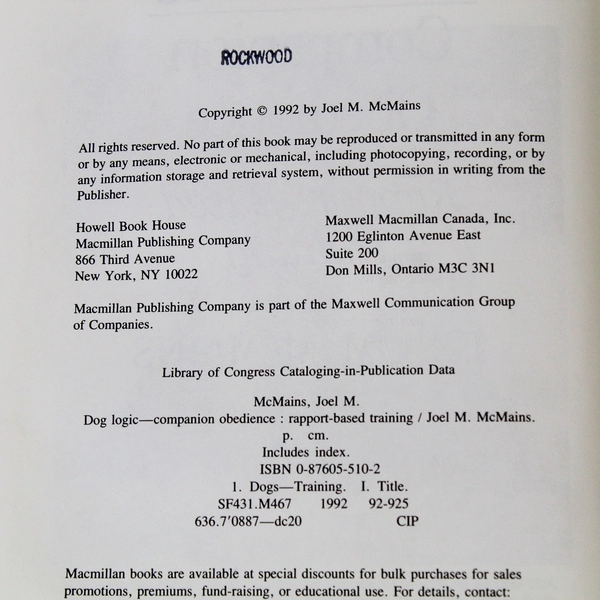 ROCKWOOD
Copyright © 1992 by Joel M. McMains
All rights reserved. No part of this book may be reproduced or transmitted in any form
or by any means, electronic or mechanical, including photocopying, recording, or by
any information storage and retrieval system, without permission in writing from the
Publisher.
Howell Book House
Macmillan Publishing Company
866 Third Avenue
New York, NY 10022
Maxwell Macmillan Canada, Inc.
1200 Eglinton Avenue East
Suite 200
Don Mills, Ontario M3C 3N1
Macmillan Publishing Company is part of the Maxwell Communication Group
of Companies.
Library of Congress Cataloging-in-Publication Data
McMains, Joel M.
Dog logic—companion obedience : rapport-based training / Joel M. McMains.
p. cm.
Includes index.
ISBN 0-87605-510-2
1. Dogs—Training. I. Title.
SF431.M467 1992 92-925
636.7′0887—dc20 CIP
Macmillan books are available at special discounts for bulk purchases for sales
promotions, premiums, fund-raising, or educational use. For details, contact: